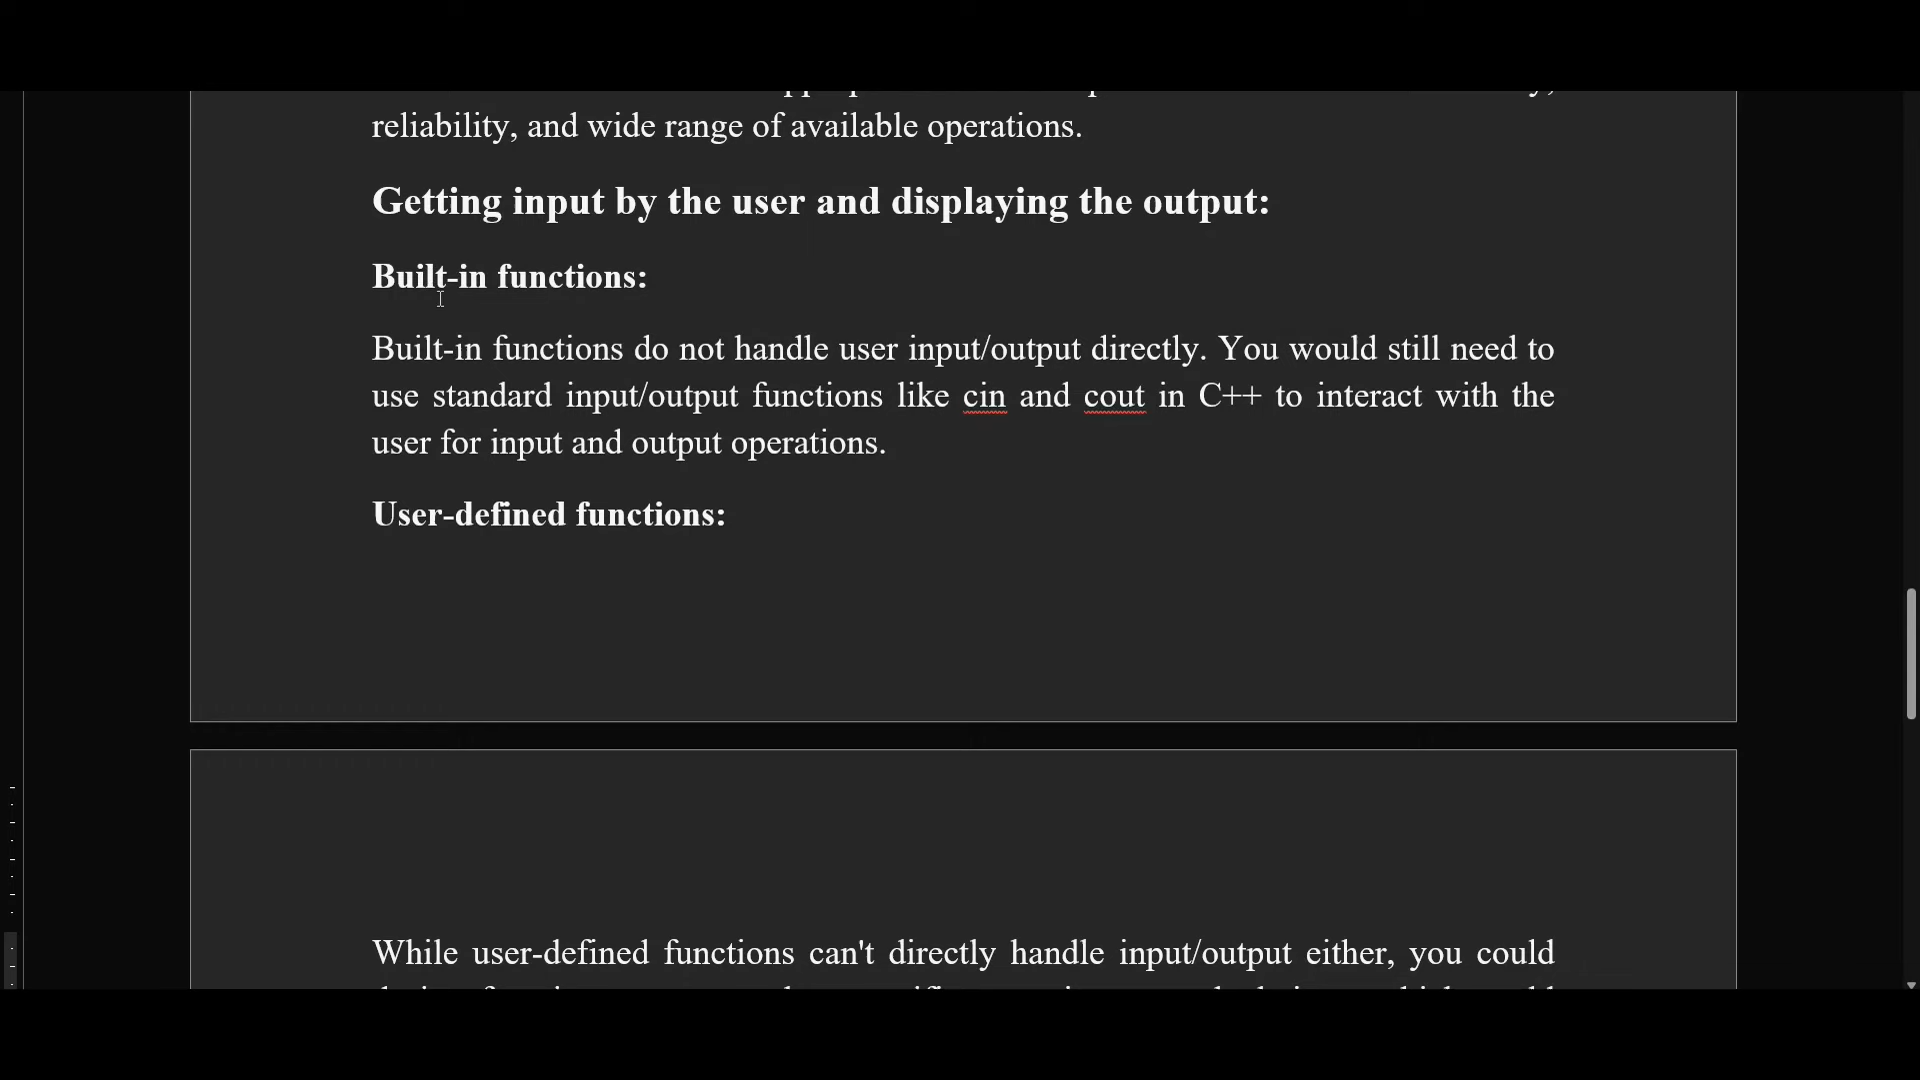 reliability, and wide range of available operations.
Getting input by the user and displaying the output:
Built-in functions:
Built-in functions do not handle user input/output directly. You would still need to
use standard input/output functions like cin and cout in C++ to interact with the
user for input and output operations.
User-defined functions:
While user-defined functions can't directly handle input/output either, you could